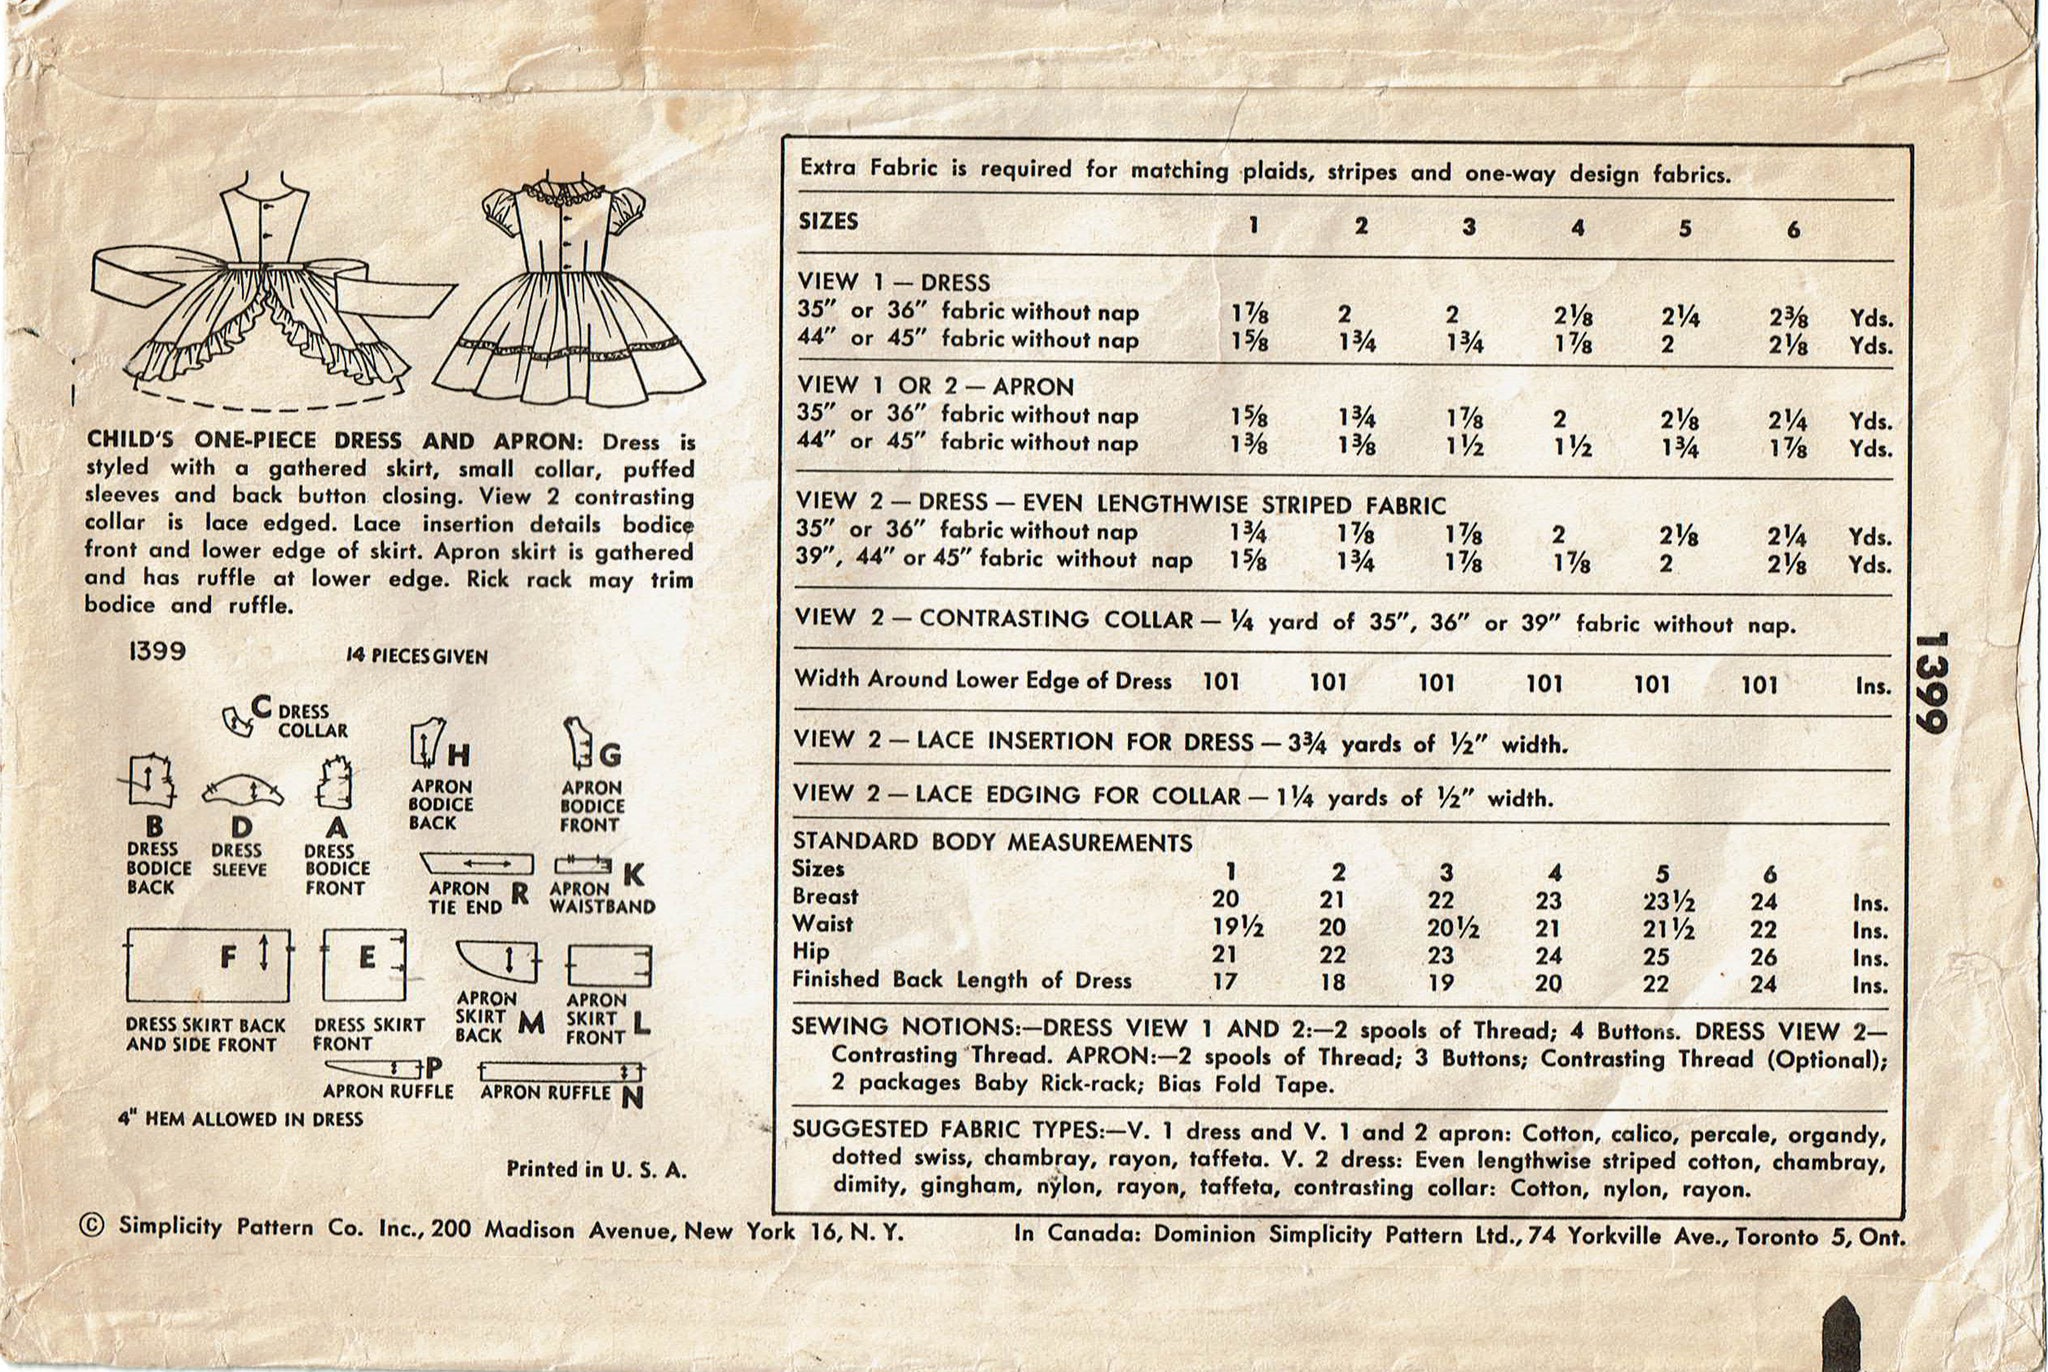 CHILD'S ONE-PIECE DRESS AND APRON: Dress is
styled with a gathered skirt, small collar, puffed
sleeves and back button closing. View 2 contrasting
collar is lace edged. Lace insertion details bodice
front and lower edge of skirt. Apron skirt is gathered
and has ruffle at lower edge. Rick rack may trim
bodice and ruffle.
1399 14 PIECES GIVEN
C DRESS
COLLAR
H
APRON
BODICE
BACK
G
APRON
BODICE
FRONT
B
DRESS
BODICE
BACK
D
DRESS
SLEEVE
A
DRESS
BODICE
FRONT
APRON
TIE END R
K
APRON
WAISTBAND
F
DRESS SKIRT BACK
AND SIDE FRONT
E
DRESS SKIRT
FRONT
APRON
SKIRT
BACK M
APRON
SKIRT
FRONT L
P
APRON RUFFLE
APRON RUFFLE N
4" HEM ALLOWED IN DRESS
Printed in U. S. A.
Extra Fabric is required for matching plaids, stripes and one-way design fabrics.
SIZES 1 2 3 4 5 6
VIEW 1 — DRESS
35" or 36" fabric without nap 1⅞ 2 2 2⅛ 2¼ 2⅜ Yds.
44" or 45" fabric without nap 1⅝ 1¾ 1¾ 1⅞ 2 2⅛ Yds.
VIEW 1 OR 2 — APRON
35" or 36" fabric without nap 1⅝ 1¾ 1⅞ 2 2⅛ 2¼ Yds.
44" or 45" fabric without nap 1⅜ 1⅜ 1½ 1½ 1¾ 1⅞ Yds.
VIEW 2 — DRESS — EVEN LENGTHWISE STRIPED FABRIC
35" or 36" fabric without nap 1¾ 1⅞ 1⅞ 2 2⅛ 2¼ Yds.
39", 44" or 45" fabric without nap 1⅝ 1¾ 1⅞ 1⅞ 2 2⅛ Yds.
VIEW 2 — CONTRASTING COLLAR — ¼ yard of 35", 36" or 39" fabric without nap.
Width Around Lower Edge of Dress 101 101 101 101 101 101 Ins.
VIEW 2 — LACE INSERTION FOR DRESS — 3¾ yards of ½" width.
VIEW 2 — LACE EDGING FOR COLLAR — 1¼ yards of ½" width.
STANDARD BODY MEASUREMENTS
Sizes 1 2 3 4 5 6
Breast 20 21 22 23 23½ 24 Ins.
Waist 19½ 20 20½ 21 21½ 22 Ins.
Hip 21 22 23 24 25 26 Ins.
Finished Back Length of Dress 17 18 19 20 22 24 Ins.
SEWING NOTIONS:—DRESS VIEW 1 AND 2:—2 spools of Thread; 4 Buttons. DRESS VIEW 2—
Contrasting Thread. APRON:—2 spools of Thread; 3 Buttons; Contrasting Thread (Optional);
2 packages Baby Rick-rack; Bias Fold Tape.
SUGGESTED FABRIC TYPES:—V. 1 dress and V. 1 and 2 apron: Cotton, calico, percale, organdy,
dotted swiss, chambray, rayon, taffeta. V. 2 dress: Even lengthwise striped cotton, chambray,
dimity, gingham, nylon, rayon, taffeta, contrasting collar: Cotton, nylon, rayon.
1399
© Simplicity Pattern Co. Inc., 200 Madison Avenue, New York 16, N. Y. In Canada: Dominion Simplicity Pattern Ltd., 74 Yorkville Ave., Toronto 5, Ont.